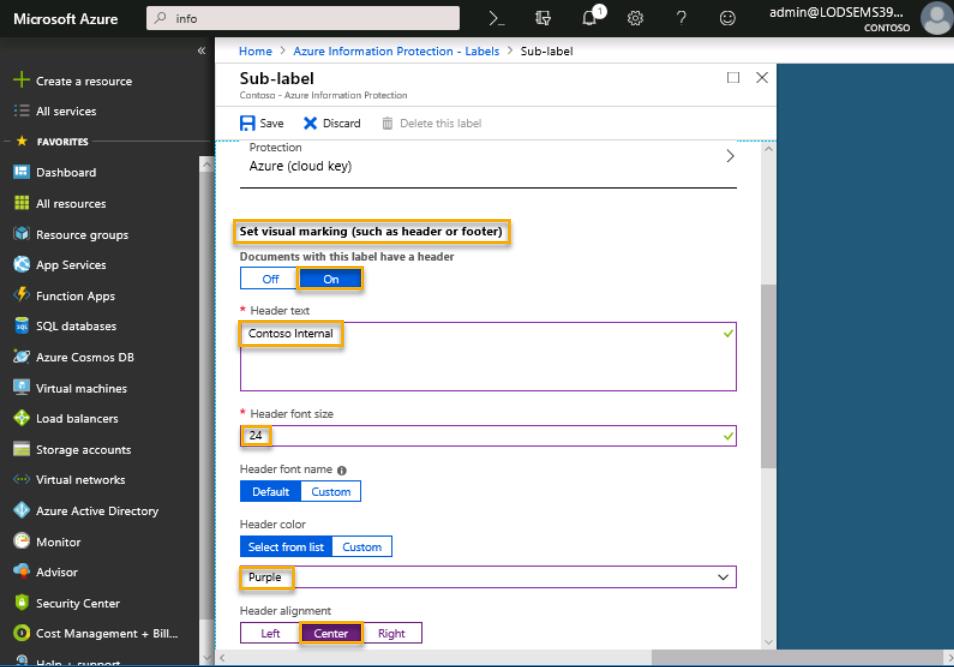 Microsoft Azure
info
1
admin@LODSEMS39...
CONTOSO
Home > Azure Information Protection - Labels > Sub-label
Create a resource
All services
FAVORITES
Dashboard
All resources
Resource groups
App Services
Function Apps
SQL databases
Azure Cosmos DB
Virtual machines
Load balancers
Storage accounts
Virtual networks
Azure Active Directory
Monitor
Advisor
Security Center
Cost Management + Bill...
Help + support
Sub-label
Contoso - Azure Information Protection
Save Discard Delete this label
Protection
Azure (cloud key)
Set visual marking (such as header or footer)
Documents with this label have a header
Off On
* Header text
Contoso Internal
* Header font size
24
Header font name
Default Custom
Header color
Select from list Custom
Purple
Header alignment
Left Center Right